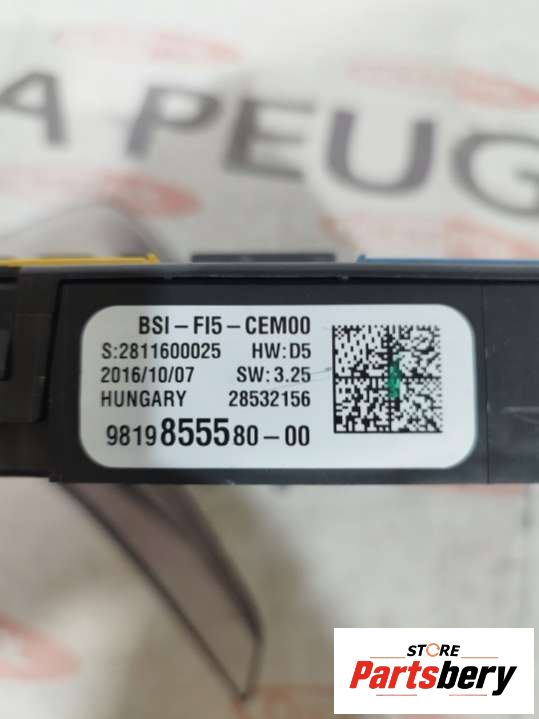 A PEUG
BSI-FI5-CEM00
S:2811600025 HW:D5
2016/10/07 SW:3.25
HUNGARY 28532156
9819855580-00
STORE
Partsbery